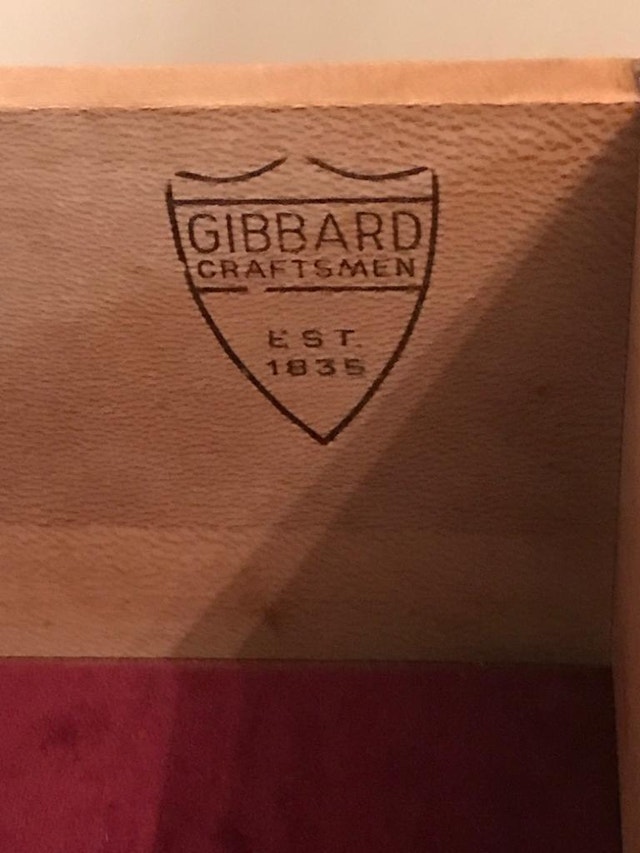 GIBBARD
CRAFTSMEN
EST.
1835